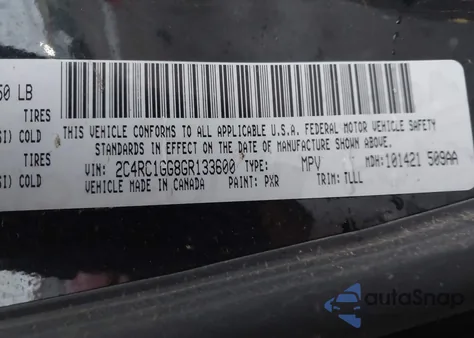 50 LB
TIRES
SI) COLD
TIRES
SI) COLD
THIS VEHICLE CONFORMS TO ALL APPLICABLE U.S.A. FEDERAL MOTOR VEHICLE SAFETY
STANDARDS IN EFFECT ON THE DATE OF MANUFACTURE SHOWN ABOVE.
VIN: 2C4RC1GG8GR133600 TYPE: MPV MDH: 101421 509AA
VEHICLE MADE IN CANADA PAINT: PXR TRIM: TLLL
autoSnap